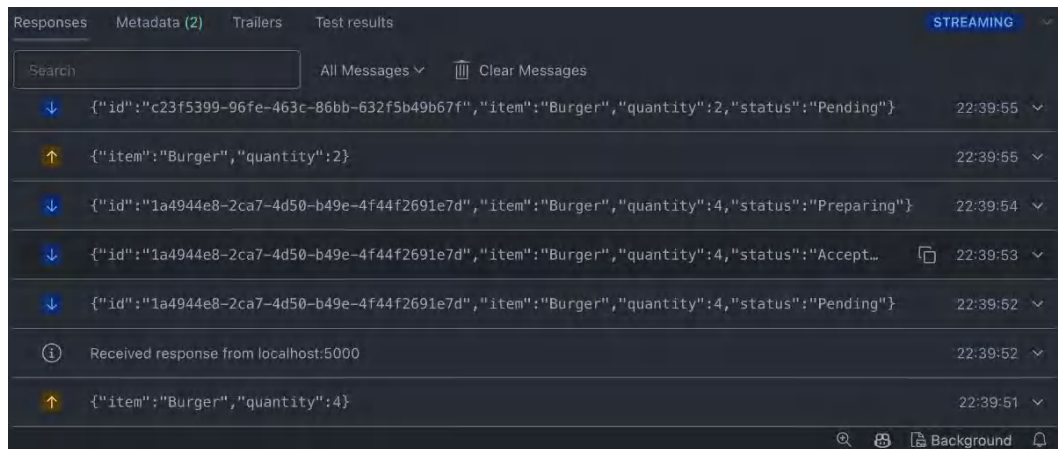 Responses Metadata (2) Trailers Test results STREAMING
Search All Messages Clear Messages
{"id":"c23f5399-96fe-463c-86bb-632f5b49b67f","item":"Burger","quantity":2,"status":"Pending"} 22:39:55
{"item":"Burger","quantity":2} 22:39:55
{"id":"1a4944e8-2ca7-4d50-b49e-4f44f2691e7d","item":"Burger","quantity":4,"status":"Preparing"} 22:39:54
{"id":"1a4944e8-2ca7-4d50-b49e-4f44f2691e7d","item":"Burger","quantity":4,"status":"Accept… 22:39:53
{"id":"1a4944e8-2ca7-4d50-b49e-4f44f2691e7d","item":"Burger","quantity":4,"status":"Pending"} 22:39:52
Received response from localhost:5000 22:39:52
{"item":"Burger","quantity":4} 22:39:51
Background